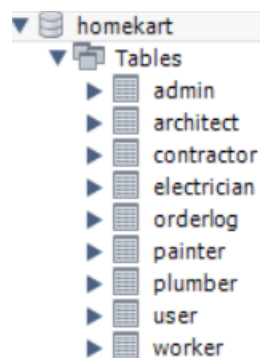 homekart
Tables
admin
architect
contractor
electrician
orderlog
painter
plumber
user
worker